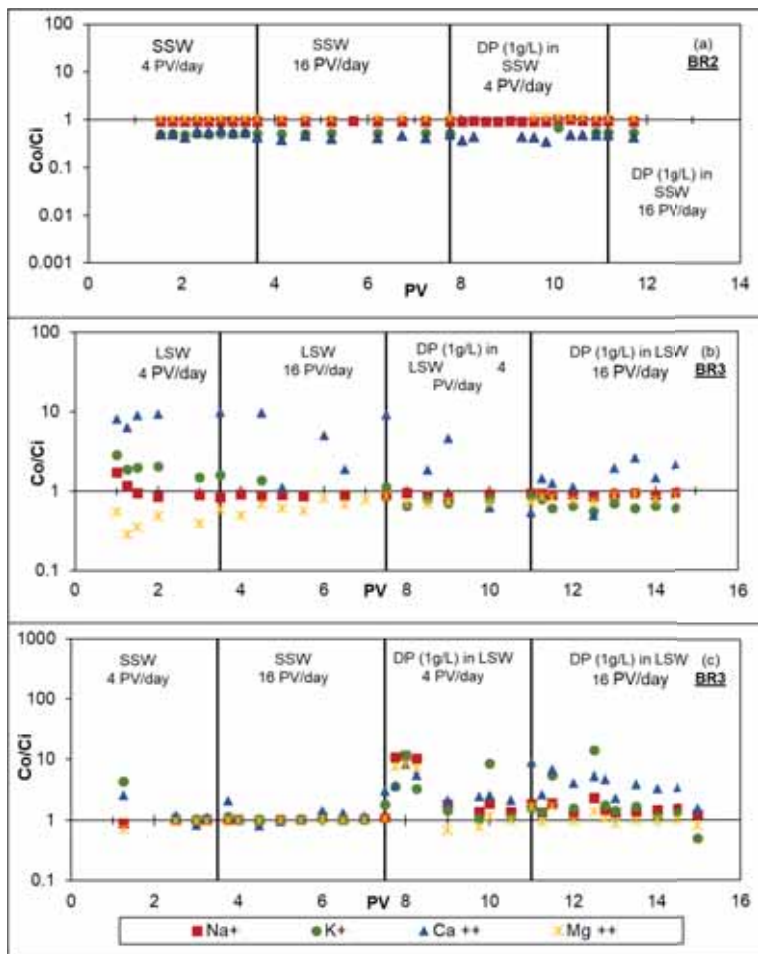 100
10
1
0.1
0.01
0.001
Co/Ci
SSW
4 PV/day
SSW
16 PV/day
DP (1g/L) in
SSW
4 PV/day
(a)
BR2
DP (1g/L) in
SSW
16 PV/day
0 2 4 6 8 10 12 14
PV
100
10
1
0.1
Co/Ci
LSW
4 PV/day
LSW
16 PV/day
DP (1g/L) in
LSW 4
PV/day
DP (1g/L) in LSW (b)
16 PV/day BR3
0 2 4 6 8 10 12 14 16
PV
1000
100
10
1
0.1
Co/Ci
SSW
4 PV/day
SSW
16 PV/day
DP (1g/L) in LSW
4 PV/day
DP (1g/L) in LSW (c)
16 PV/day BR3
0 2 4 6 8 10 12 14 16
PV
Na+ K+ Ca ++ Mg ++